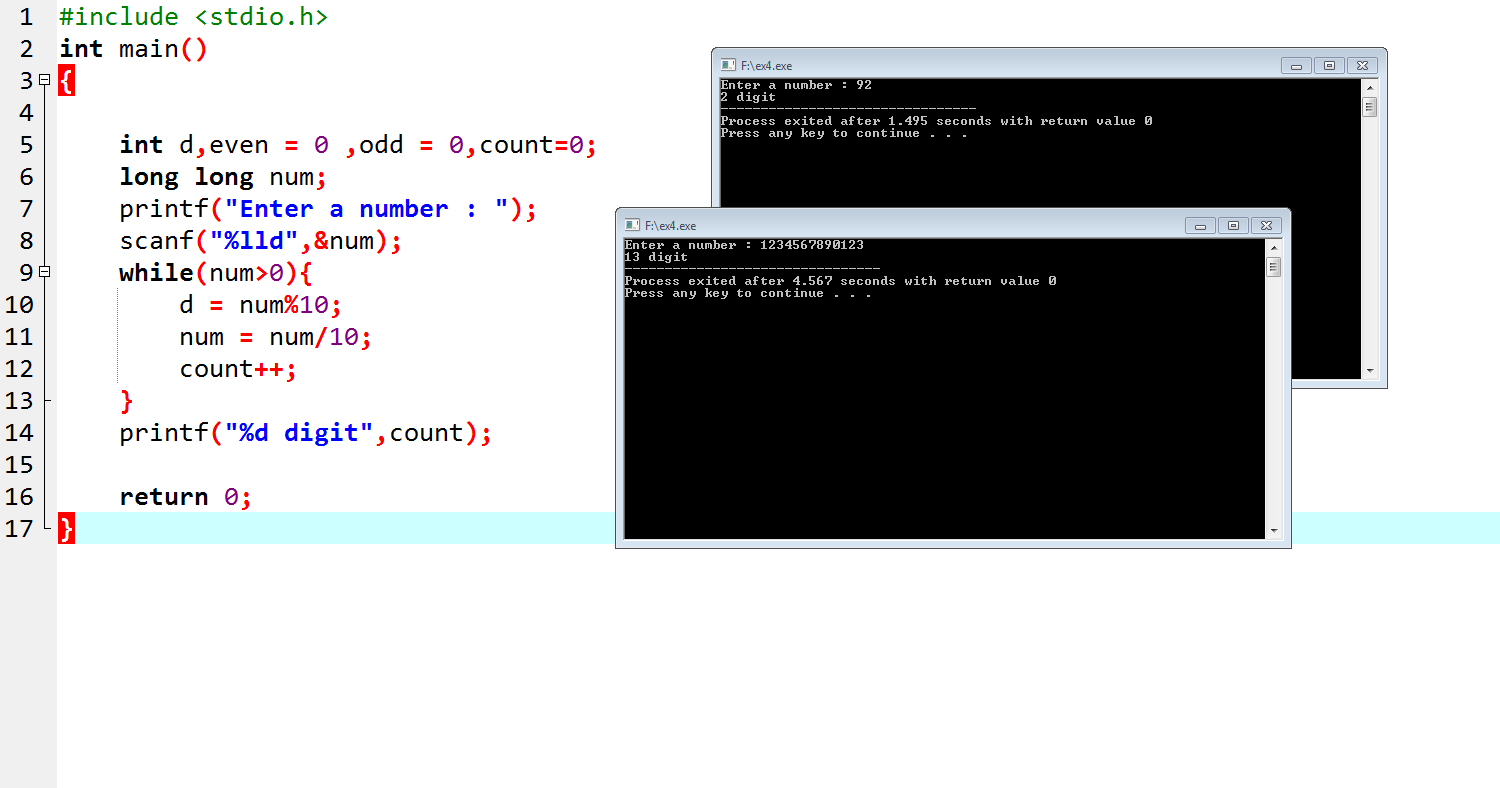 1 #include <stdio.h>
2 int main()
3 {
4
5 int d,even = 0 ,odd = 0,count=0;
6 long long num;
7 printf("Enter a number : ");
8 scanf("%lld",&num);
9 while(num>0){
10 d = num%10;
11 num = num/10;
12 count++;
13 }
14 printf("%d digit",count);
15
16 return 0;
17 }
F:\ex4.exe
Enter a number : 92
2 digit
--------------------------------
Process exited after 1.495 seconds with return value 0
Press any key to continue . . .
F:\ex4.exe
Enter a number : 1234567890123
13 digit
--------------------------------
Process exited after 4.567 seconds with return value 0
Press any key to continue . . .